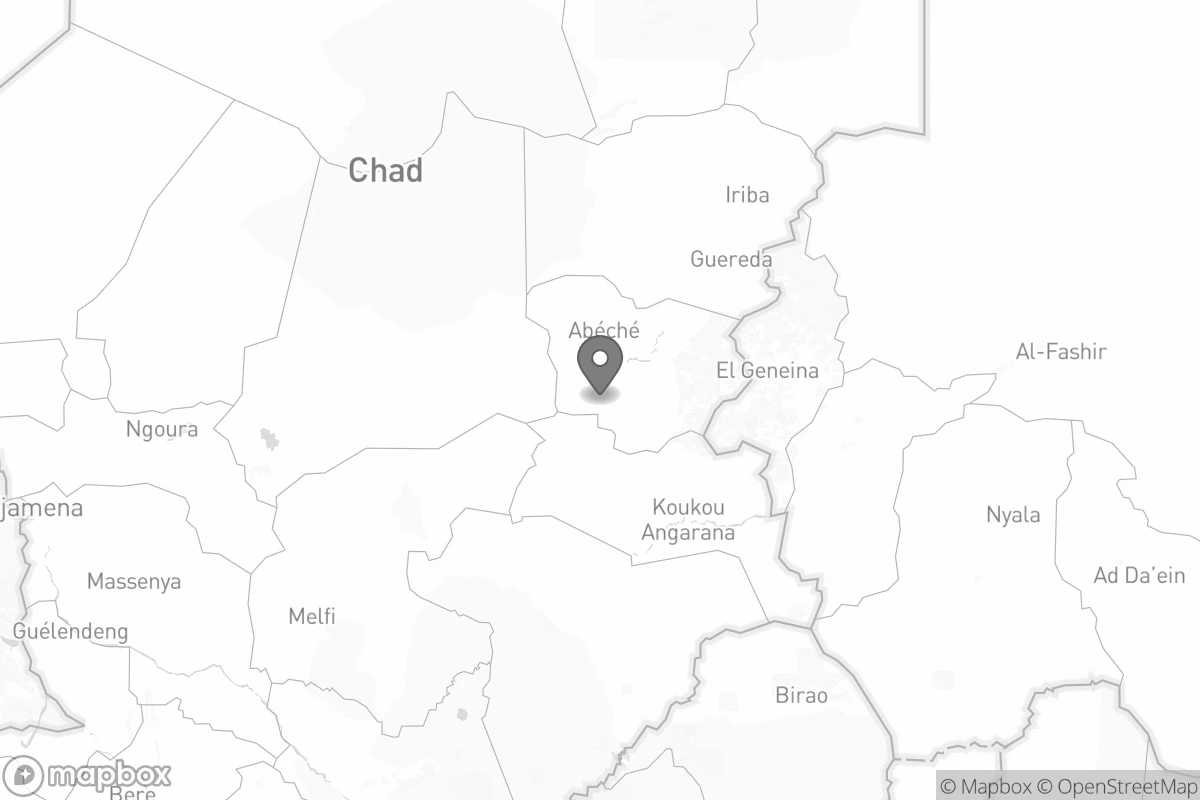 Chad
Iriba
Guereda
Abéché
Al-Fashir
El Geneina
Ngoura
jamena
Koukou
Angarana
Nyala
Massenya
Ad Da’ein
Melfi
Guélendeng
Birao
mapbox
Bere
© Mapbox © OpenStreetMap